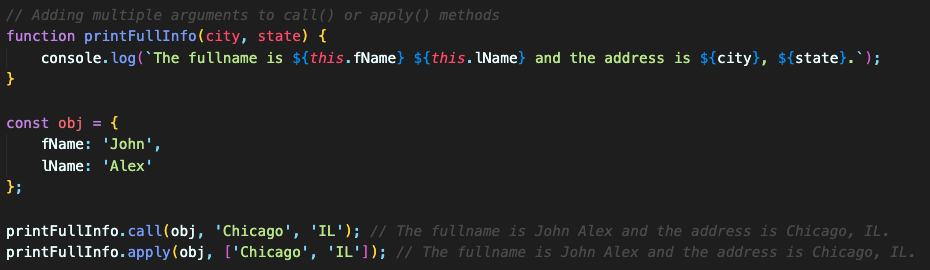 // Adding multiple arguments to call() or apply() methods
function printFullInfo(city, state) {
    console.log(`The fullname is ${this.fName} ${this.lName} and the address is ${city}, ${state}.`);
}

const obj = {
    fName: 'John',
    lName: 'Alex'
};

printFullInfo.call(obj, 'Chicago', 'IL'); // The fullname is John Alex and the address is Chicago, IL.
printFullInfo.apply(obj, ['Chicago', 'IL']); // The fullname is John Alex and the address is Chicago, IL.